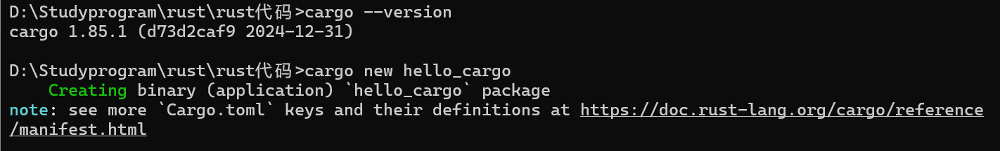 D:\Studyprogram\rust\rust代码>cargo --version
cargo 1.85.1 (d73d2caf9 2024-12-31)
D:\Studyprogram\rust\rust代码>cargo new hello_cargo
    Creating binary (application) `hello_cargo` package
note: see more `Cargo.toml` keys and their definitions at https://doc.rust-lang.org/cargo/reference
/manifest.html